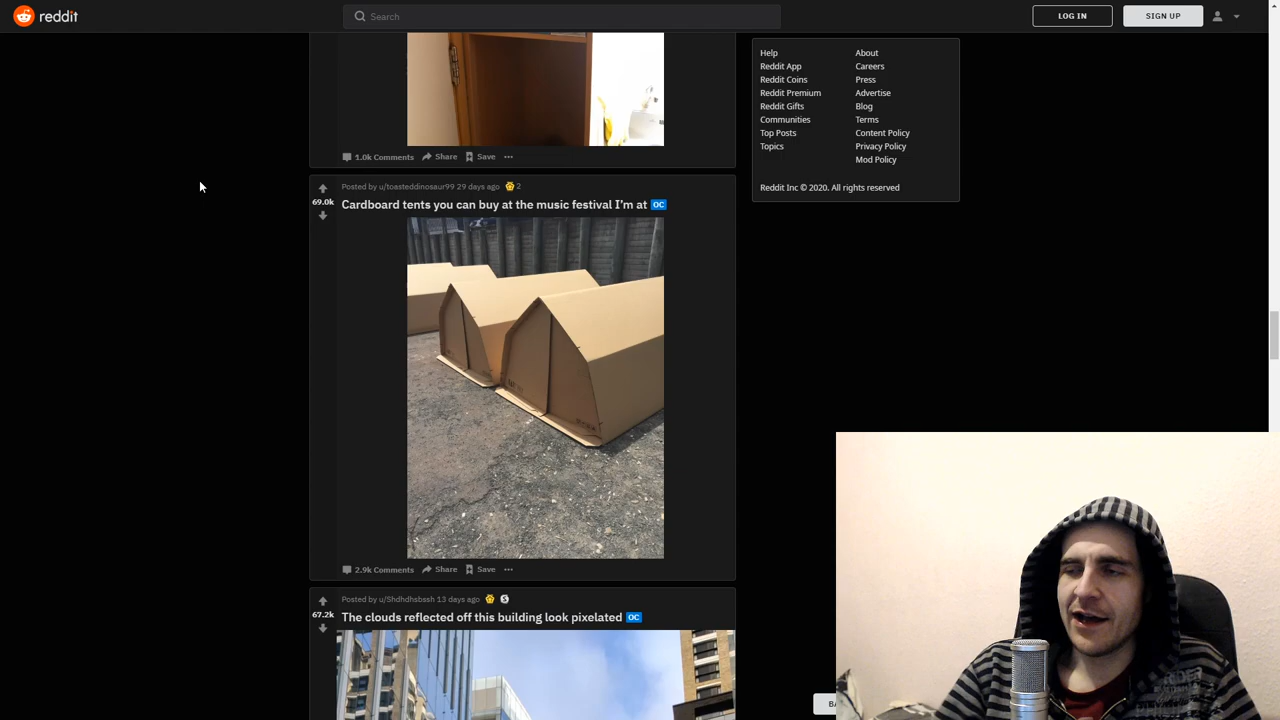 reddit
Search
LOG IN
SIGN UP
1.0k Comments
Share
Save
Posted by u/toasteddinosaur99 29 days ago
2
69.0k
Cardboard tents you can buy at the music festival I'm at
OC
2.9k Comments
Share
Save
Posted by u/Shdhdhsbssh 13 days ago
67.2k
The clouds reflected off this building look pixelated
OC
Help
About
Reddit App
Careers
Reddit Coins
Press
Reddit Premium
Advertise
Reddit Gifts
Blog
Communities
Terms
Top Posts
Content Policy
Topics
Privacy Policy
Mod Policy
Reddit Inc © 2020. All rights reserved